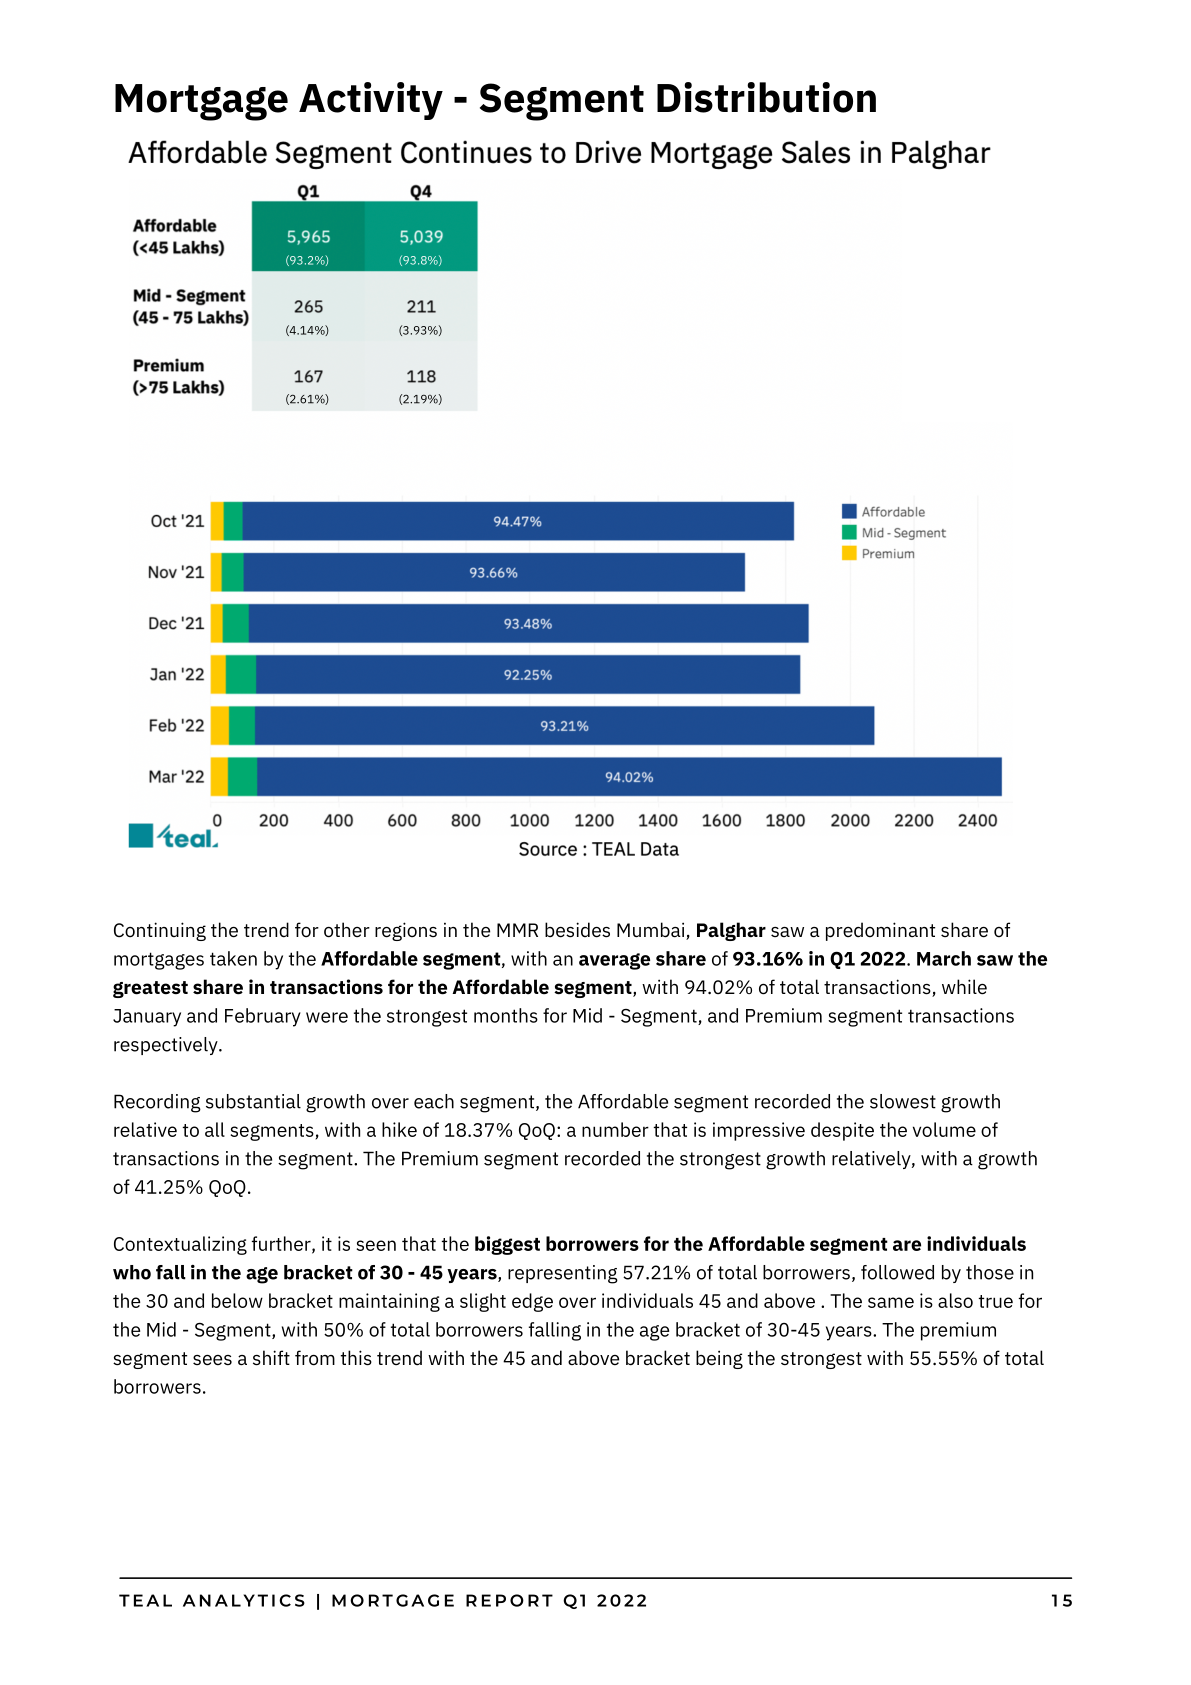 Mortgage Activity - Segment Distribution
Affordable Segment Continues to Drive Mortgage Sales in Palghar
Q1 Q4
Affordable
(<45 Lakhs)
5,965 5,039
(93.2%) (93.8%)
Mid - Segment
(45 - 75 Lakhs)
265 211
(4.14%) (3.93%)
Premium
(>75 Lakhs)
167 118
(2.61%) (2.19%)
Oct '21 94.47%
Nov '21 93.66%
Dec '21 93.48%
Jan '22 92.25%
Feb '22 93.21%
Mar '22 94.02%
Affordable
Mid - Segment
Premium
0 200 400 600 800 1000 1200 1400 1600 1800 2000 2200 2400
teal.
Source : TEAL Data
Continuing the trend for other regions in the MMR besides Mumbai, Palghar saw a predominant share of
mortgages taken by the Affordable segment, with an average share of 93.16% in Q1 2022. March saw the
greatest share in transactions for the Affordable segment, with 94.02% of total transactions, while
January and February were the strongest months for Mid - Segment, and Premium segment transactions
respectively.
Recording substantial growth over each segment, the Affordable segment recorded the slowest growth
relative to all segments, with a hike of 18.37% QoQ: a number that is impressive despite the volume of
transactions in the segment. The Premium segment recorded the strongest growth relatively, with a growth
of 41.25% QoQ.
Contextualizing further, it is seen that the biggest borrowers for the Affordable segment are individuals
who fall in the age bracket of 30 - 45 years, representing 57.21% of total borrowers, followed by those in
the 30 and below bracket maintaining a slight edge over individuals 45 and above . The same is also true for
the Mid - Segment, with 50% of total borrowers falling in the age bracket of 30-45 years. The premium
segment sees a shift from this trend with the 45 and above bracket being the strongest with 55.55% of total
borrowers.
TEAL ANALYTICS | MORTGAGE REPORT Q1 2022 15